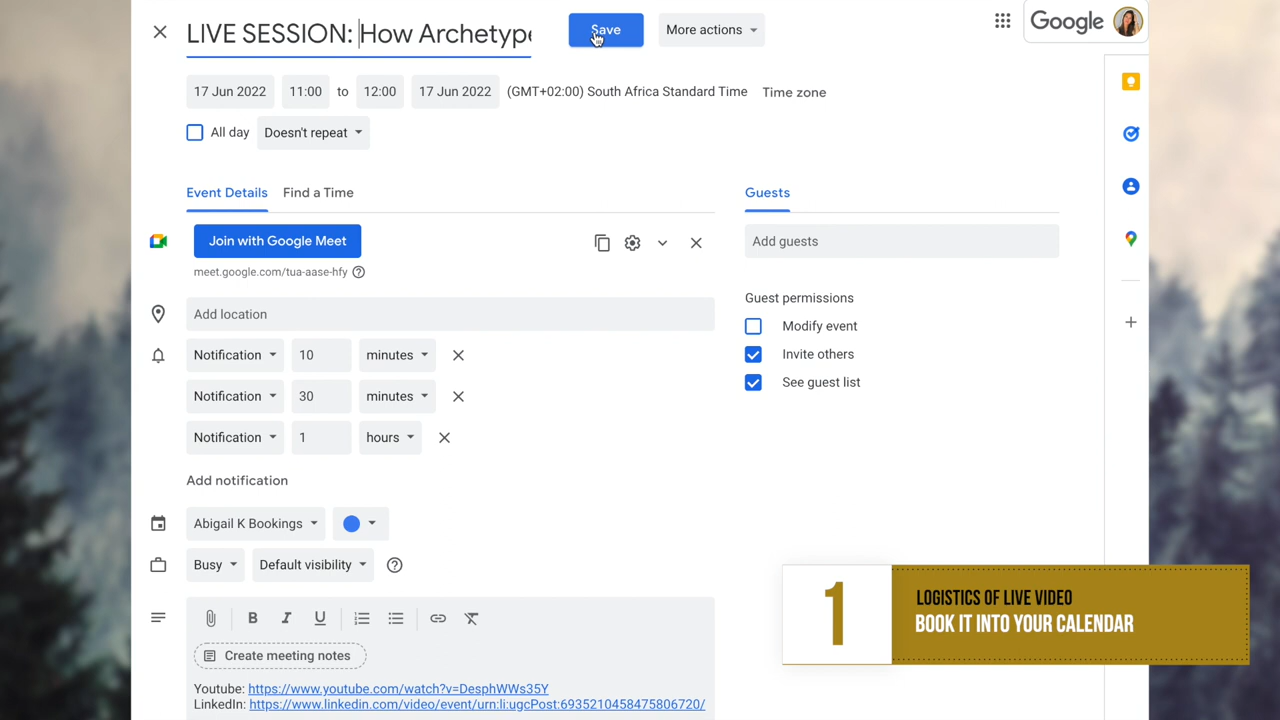 LIVE SESSION: How Archetype
Save
More actions
Google
17 Jun 2022 11:00 to 12:00 17 Jun 2022 (GMT+02:00) South Africa Standard Time Time zone
All day Doesn't repeat
Event Details Find a Time
Guests
Join with Google Meet
meet.google.com/tua-aase-hfy
Add guests
Guest permissions
Modify event
Invite others
See guest list
Add location
Notification 10 minutes
Notification 30 minutes
Notification 1 hours
Add notification
Abigail K Bookings
Busy Default visibility
B I U
Create meeting notes
Youtube: https://www.youtube.com/watch?v=DesphWWs35Y
LinkedIn: https://www.linkedin.com/video/event/urn:li:ugcPost:6935210458475806720/
1
LOGISTICS OF LIVE VIDEO
BOOK IT INTO YOUR CALENDAR